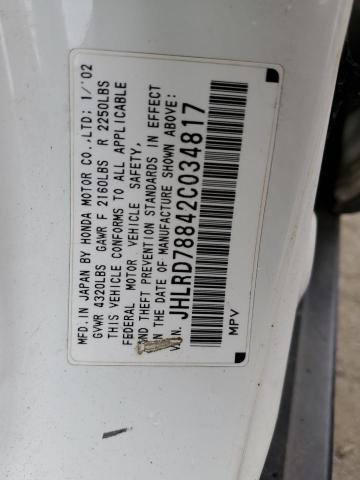 MFD.IN JAPAN BY HONDA MOTOR CO.,LTD: 1/'02
GVWR 4320LBS GAWR F 2160LBS R 2250LBS
THIS VEHICLE CONFORMS TO ALL APPLICABLE
FEDERAL MOTOR VEHICLE SAFETY,
AND THEFT PREVENTION STANDARDS IN EFFECT
ON THE DATE OF MANUFACTURE SHOWN ABOVE:
V.I.N. JHLRD78842C034817
MPV